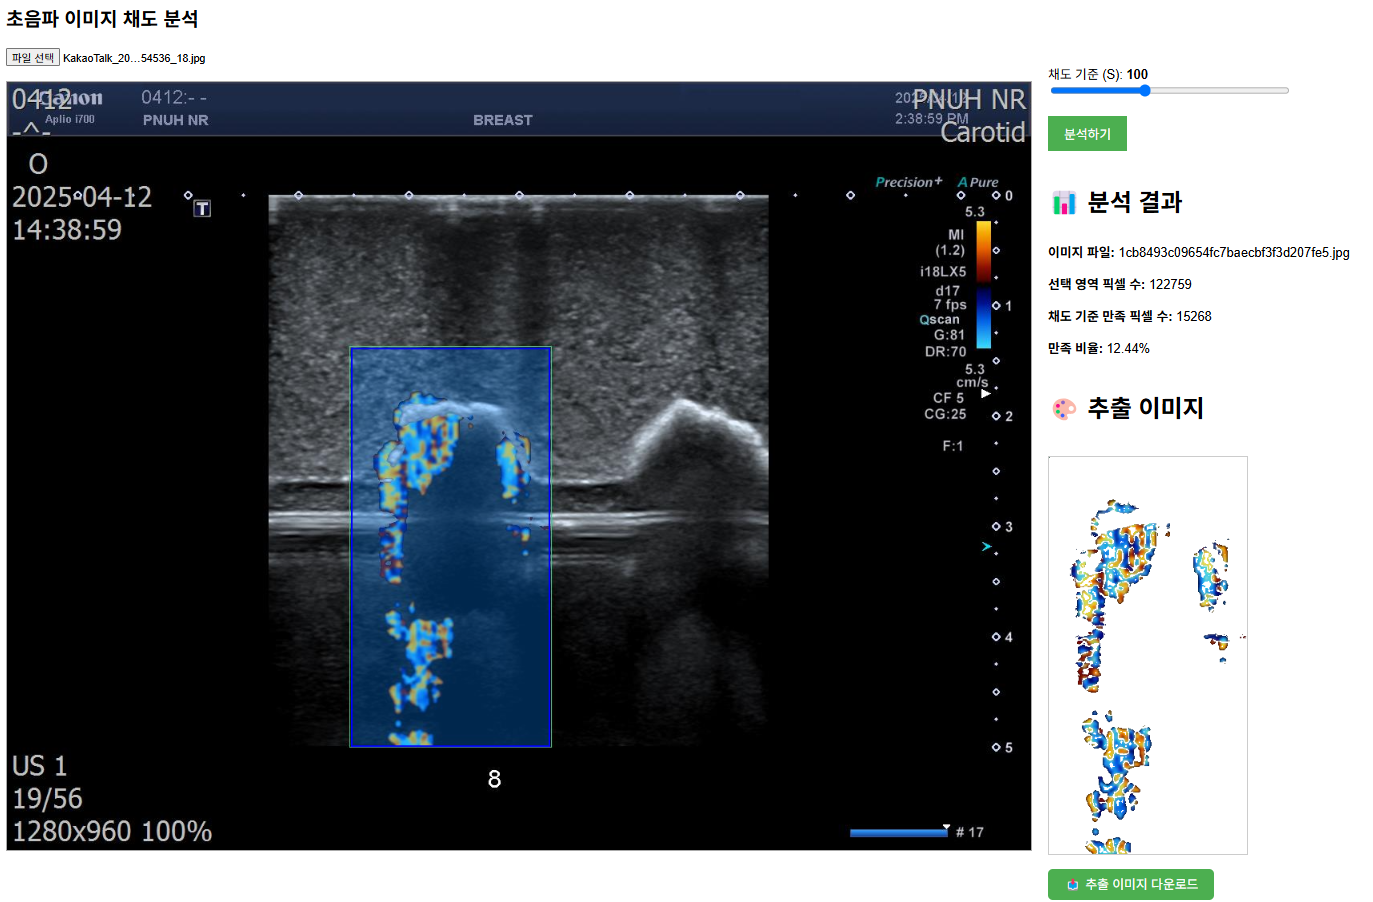 초음파 이미지 채도 분석
파일 선택 KakaoTalk_20...54536_18.jpg
채도 기준 (S): 100
분석하기
📊 분석 결과
이미지 파일: 1cb8493c09654fc7baecbf3f3d207fe5.jpg
선택 영역 픽셀 수: 122759
채도 기준 만족 픽셀 수: 15268
만족 비율: 12.44%
🎨 추출 이미지
추출 이미지 다운로드
0412
-^-
O
2025-04-12
14:38:59
Canon
Aplio i700
0412:- -
PNUH NR
BREAST
2:38:59 PM
PNUH NR
Carotid
T
Precision+ A Pure
5.3
MI
(1.2)
i18LX5
d17
7 fps
Qscan
G:81
DR:70
5.3
cm/s
CF 5
CG:25
F:1
0
1
2
3
4
5
8
# 17
US 1
19/56
1280x960 100%